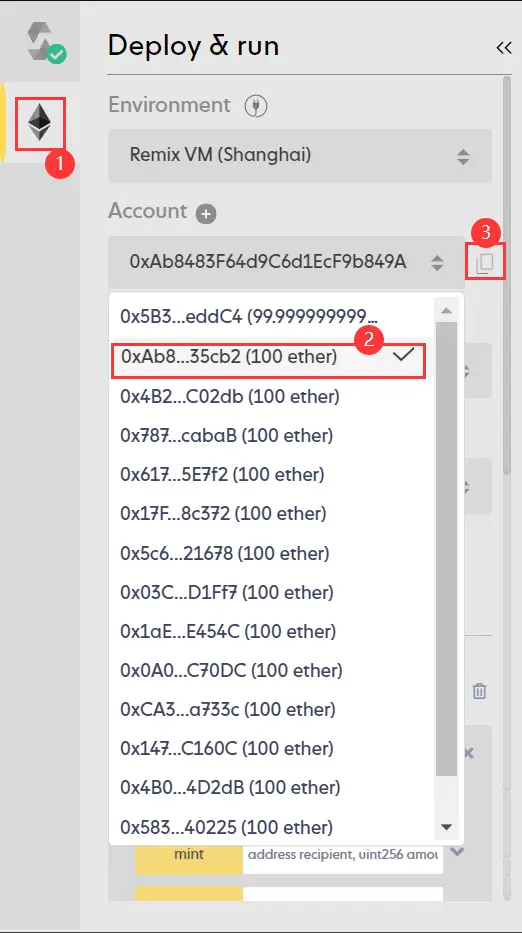 Deploy & run
Environment
Remix VM (Shanghai)
1
Account
3
0xAb8483F64d9C6d1EcF9b849A
0x5B3...eddC4 (99.999999999...
2
0xAb8...35cb2 (100 ether)
0x4B2...C02db (100 ether)
0x787...cabaB (100 ether)
0x617...5E7f2 (100 ether)
0x17F...8c372 (100 ether)
0x5c6...21678 (100 ether)
0x03C...D1Ff7 (100 ether)
0x1aE...E454C (100 ether)
0x0A0...C70DC (100 ether)
0xCA3...a733c (100 ether)
0x147...C160C (100 ether)
0x4B0...4D2dB (100 ether)
0x583...40225 (100 ether)
mint address recipient, uint256 amou